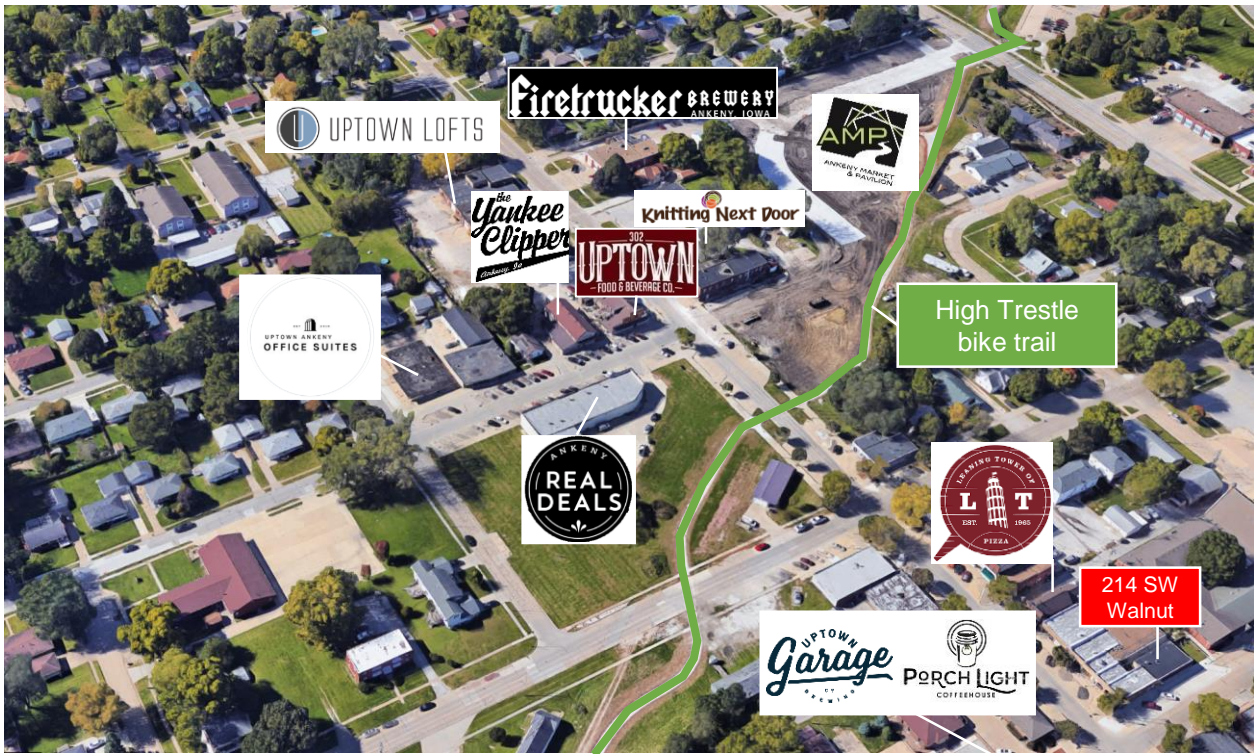 Firetrucker BREWERY
ANKENY, IOWA
U UPTOWN LOFTS
AMP
ANKENY MARKET
& PAVILION
the
Yankee
Clipper
Ankeny, Ia
Knitting Next Door
302
UPTOWN
FOOD & BEVERAGE CO.
EST
UPTOWN ANKENY
OFFICE SUITES
High Trestle
bike trail
ANKENY
REAL
DEALS
LEANING TOWER OF
L T
EST. 1965
PIZZA
214 SW
Walnut
UPTOWN
Garage
BREWING CO
PORCH LIGHT
COFFEEHOUSE